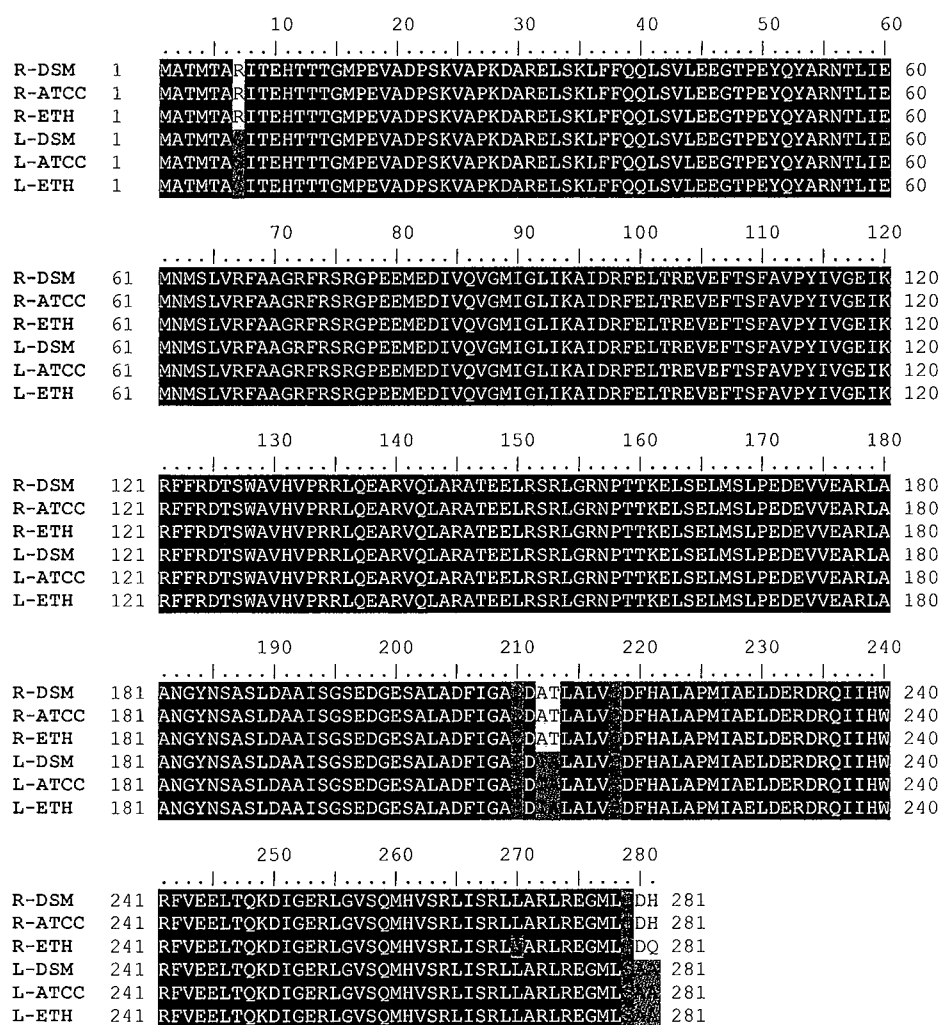 10 20 30 40 50 60
R-DSM 1 MATMTARITEHTTTGMPEVADPSKVAPKDARELSKLFFQQLSVLEEGTPEYQYARNTLIE 60
R-ATCC 1 MATMTARITEHTTTGMPEVADPSKVAPKDARELSKLFFQQLSVLEEGTPEYQYARNTLIE 60
R-ETH 1 MATMTARITEHTTTGMPEVADPSKVAPKDARELSKLFFQQLSVLEEGTPEYQYARNTLIE 60
L-DSM 1 MATMTA ITEHTTTGMPEVADPSKVAPKDARELSKLFFQQLSVLEEGTPEYQYARNTLIE 60
L-ATCC 1 MATMTA ITEHTTTGMPEVADPSKVAPKDARELSKLFFQQLSVLEEGTPEYQYARNTLIE 60
L-ETH 1 MATMTA ITEHTTTGMPEVADPSKVAPKDARELSKLFFQQLSVLEEGTPEYQYARNTLIE 60
70 80 90 100 110 120
R-DSM 61 MNMSLVRFAAGRFRSRGPEEMEDIVQVGMIGLIKAIDRFELTREVEFTSFAVPYIVGEIK 120
R-ATCC 61 MNMSLVRFAAGRFRSRGPEEMEDIVQVGMIGLIKAIDRFELTREVEFTSFAVPYIVGEIK 120
R-ETH 61 MNMSLVRFAAGRFRSRGPEEMEDIVQVGMIGLIKAIDRFELTREVEFTSFAVPYIVGEIK 120
L-DSM 61 MNMSLVRFAAGRFRSRGPEEMEDIVQVGMIGLIKAIDRFELTREVEFTSFAVPYIVGEIK 120
L-ATCC 61 MNMSLVRFAAGRFRSRGPEEMEDIVQVGMIGLIKAIDRFELTREVEFTSFAVPYIVGEIK 120
L-ETH 61 MNMSLVRFAAGRFRSRGPEEMEDIVQVGMIGLIKAIDRFELTREVEFTSFAVPYIVGEIK 120
130 140 150 160 170 180
R-DSM 121 RFFRDTSWAVHVPRRLQEARVQLARATEELRSRLGRNPTTKELSELMSLPEDEVVEARLA 180
R-ATCC 121 RFFRDTSWAVHVPRRLQEARVQLARATEELRSRLGRNPTTKELSELMSLPEDEVVEARLA 180
R-ETH 121 RFFRDTSWAVHVPRRLQEARVQLARATEELRSRLGRNPTTKELSELMSLPEDEVVEARLA 180
L-DSM 121 RFFRDTSWAVHVPRRLQEARVQLARATEELRSRLGRNPTTKELSELMSLPEDEVVEARLA 180
L-ATCC 121 RFFRDTSWAVHVPRRLQEARVQLARATEELRSRLGRNPTTKELSELMSLPEDEVVEARLA 180
L-ETH 121 RFFRDTSWAVHVPRRLQEARVQLARATEELRSRLGRNPTTKELSELMSLPEDEVVEARLA 180
190 200 210 220 230 240
R-DSM 181 ANGYNSASLDAAISGSEDGESALADFIGA DATLALV DFHALAPMIAELDERDRQIIHW 240
R-ATCC 181 ANGYNSASLDAAISGSEDGESALADFIGA DATLALV DFHALAPMIAELDERDRQIIHW 240
R-ETH 181 ANGYNSASLDAAISGSEDGESALADFIGA DATLALV DFHALAPMIAELDERDRQIIHW 240
L-DSM 181 ANGYNSASLDAAISGSEDGESALADFIGA D LALV DFHALAPMIAELDERDRQIIHW 240
L-ATCC 181 ANGYNSASLDAAISGSEDGESALADFIGA D LALV DFHALAPMIAELDERDRQIIHW 240
L-ETH 181 ANGYNSASLDAAISGSEDGESALADFIGA D LALV DFHALAPMIAELDERDRQIIHW 240
250 260 270 280
R-DSM 241 RFVEELTQKDIGERLGVSQMHVSRLISRLLARLREGML DH 281
R-ATCC 241 RFVEELTQKDIGERLGVSQMHVSRLISRLLARLREGML DH 281
R-ETH 241 RFVEELTQKDIGERLGVSQMHVSRLISRL ARLREGML DQ 281
L-DSM 241 RFVEELTQKDIGERLGVSQMHVSRLISRLLARLREGML 281
L-ATCC 241 RFVEELTQKDIGERLGVSQMHVSRLISRLLARLREGML 281
L-ETH 241 RFVEELTQKDIGERLGVSQMHVSRLISRLLARLREGML 281